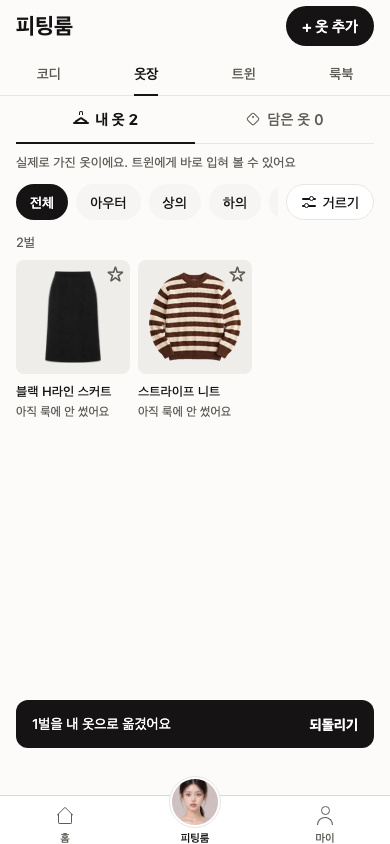 피팅룸
+ 옷 추가
코디
옷장
트윈
룩북
내 옷 2
담은 옷 0
실제로 가진 옷이에요. 트윈에게 바로 입혀 볼 수 있어요
전체
아우터
상의
하의
거르기
2벌
블랙 H라인 스커트
스트라이프 니트
아직 룩에 안 썼어요
아직 룩에 안 썼어요
1벌을 내 옷으로 옮겼어요
되돌리기
홈
피팅룸
마이